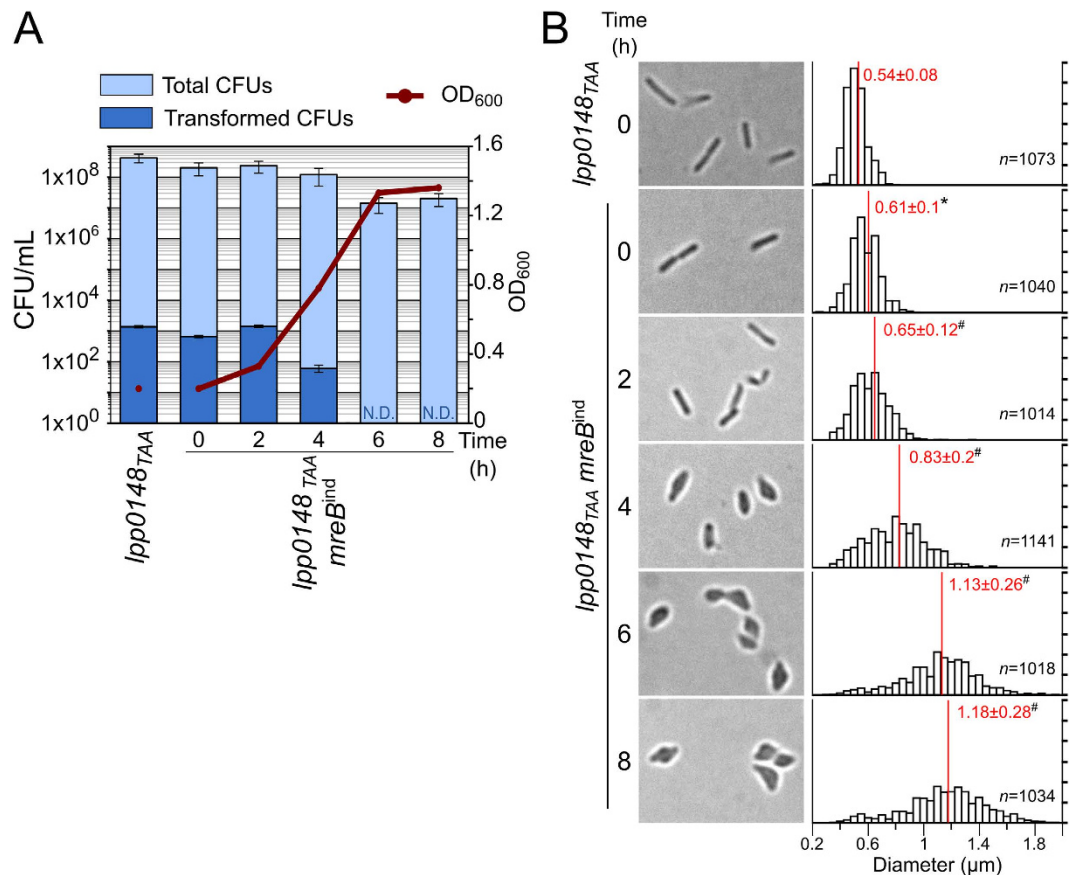 A
Total CFUs
Transformed CFUs
OD600
CFU/mL
1x10^8
1x10^6
1x10^4
1x10^2
1x10^0
1.6
1.2
0.8
0.4
0
OD600
N.D.
N.D.
0 2 4 6 8 Time
(h)
lpp0148TAA
lpp0148TAA
mreB^ind
B
Time
(h)
lpp0148TAA
0
0.54±0.08
n=1073
lpp0148TAA mreB^ind
0
0.61±0.1*
n=1040
2
0.65±0.12#
n=1014
4
0.83±0.2#
n=1141
6
1.13±0.26#
n=1018
8
1.18±0.28#
n=1034
0.2 0.6 1 1.4 1.8
Diameter (µm)